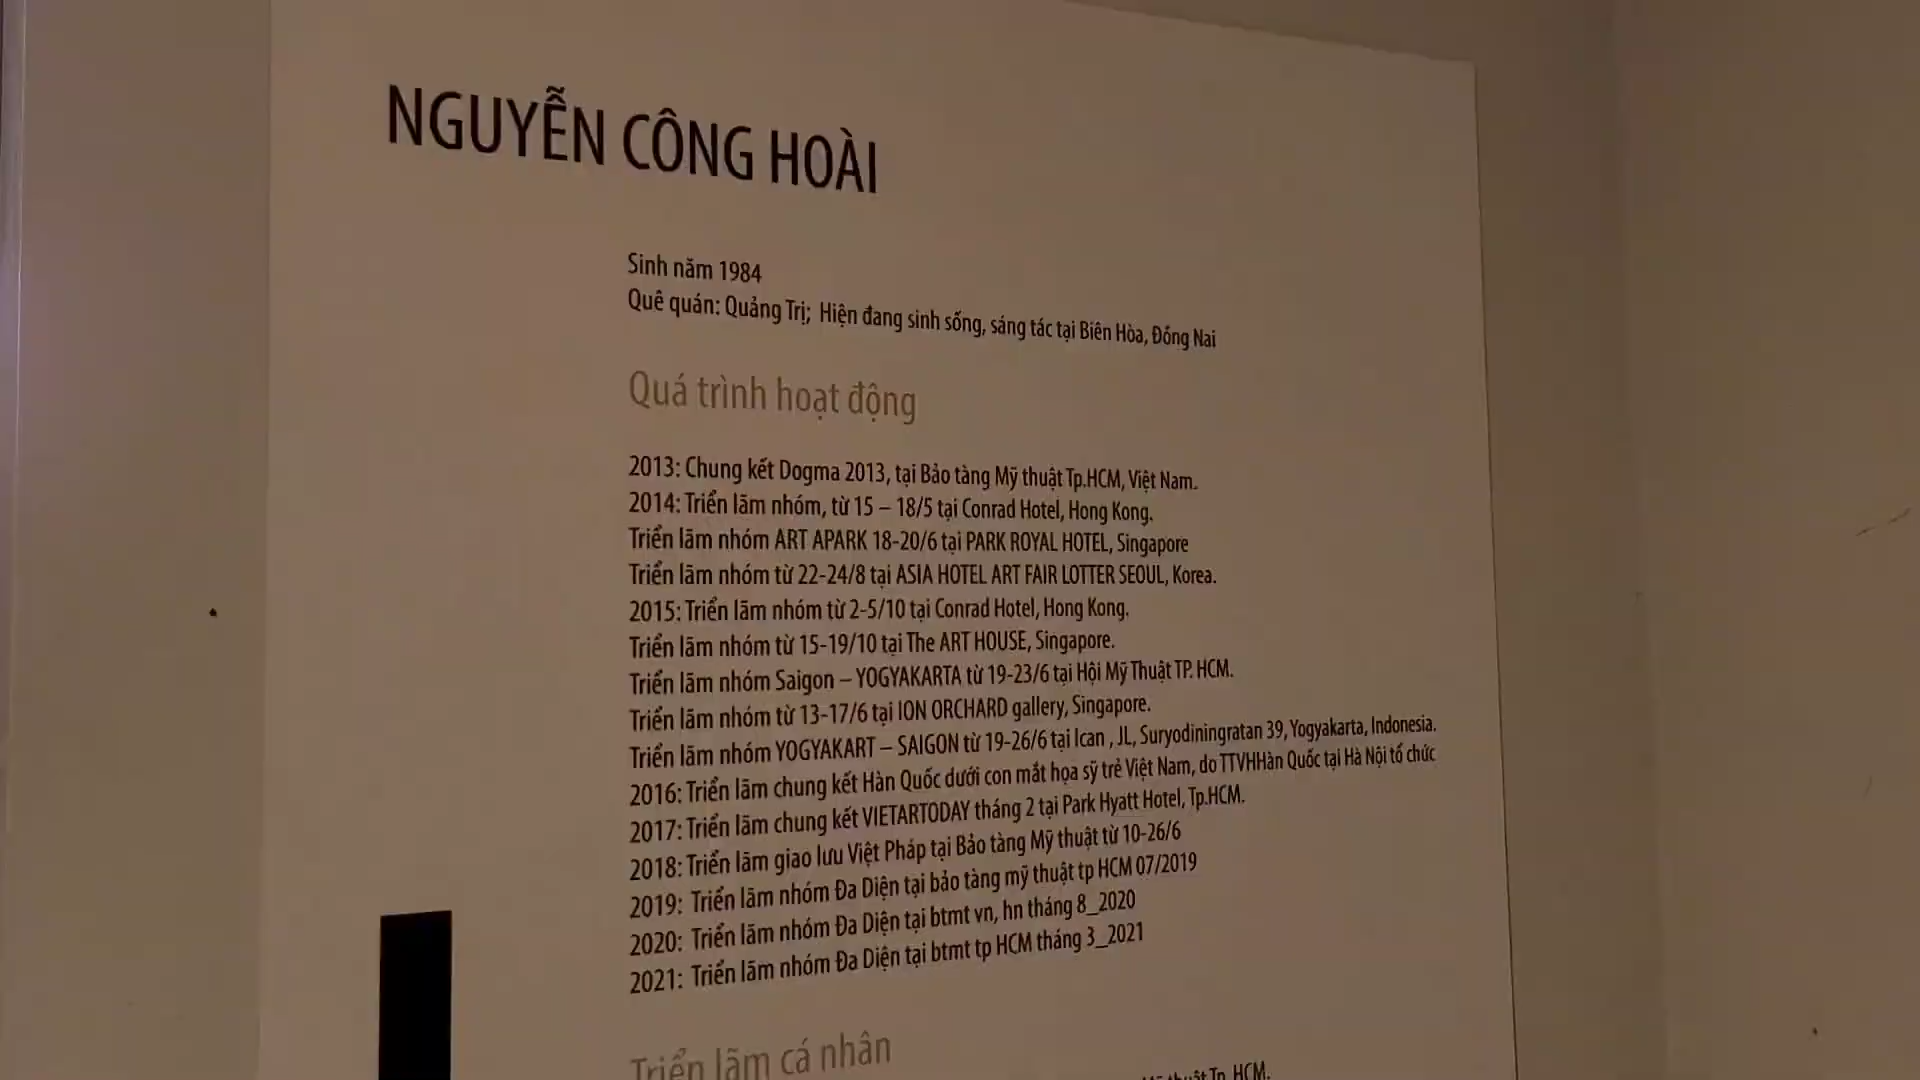 NGUYỄN CÔNG HOÀI
Sinh năm 1984
Quê quán: Quảng Trị; Hiện đang sinh sống, sáng tác tại Biên Hòa, Đồng Nai
Quá trình hoạt động
2013: Chung kết Dogma 2013, tại Bảo tàng Mỹ thuật Tp.HCM, Việt Nam.
2014: Triển lãm nhóm, từ 15 – 18/5 tại Conrad Hotel, Hong Kong.
Triển lãm nhóm ART APARK 18-20/6 tại PARK ROYAL HOTEL, Singapore
Triển lãm nhóm từ 22-24/8 tại ASIA HOTEL ART FAIR LOTTER SEOUL, Korea.
2015: Triển lãm nhóm từ 2-5/10 tại Conrad Hotel, Hong Kong.
Triển lãm nhóm từ 15-19/10 tại The ART HOUSE, Singapore.
Triển lãm nhóm Saigon – YOGYAKARTA từ 19-23/6 tại Hội Mỹ Thuật TP. HCM.
Triển lãm nhóm từ 13-17/6 tại ION ORCHARD gallery, Singapore.
Triển lãm nhóm YOGYAKART – SAIGON từ 19-26/6 tại Ican , JL, Suryodiningratan 39, Yogyakarta, Indonesia.
2016: Triển lãm chung kết Hàn Quốc dưới con mắt họa sỹ trẻ Việt Nam, do TTVHHàn Quốc tại Hà Nội tổ chức
2017: Triển lãm chung kết VIETARTODAY tháng 2 tại Park Hyatt Hotel, Tp.HCM.
2018: Triển lãm giao lưu Việt Pháp tại Bảo tàng Mỹ thuật từ 10-26/6
2019: Triển lãm nhóm Đa Diện tại bảo tàng mỹ thuật tp HCM 07/2019
2020: Triển lãm nhóm Đa Diện tại btmt vn, hn tháng 8_2020
2021: Triển lãm nhóm Đa Diện tại btmt tp HCM tháng 3_2021
Triển lãm cá nhân
Tp. HCM.